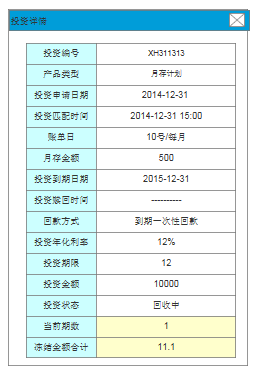 投资详情
投资编号 XH311313
产品类型 月存计划
投资申请日期 2014-12-31
投资匹配时间 2014-12-31 15:00
账单日 10号/每月
月存金额 500
投资到期日期 2015-12-31
投资赎回时间 ----------
回款方式 到期一次性回款
投资年化利率 12%
投资期限 12
投资金额 10000
投资状态 回收中
当前期数 1
冻结金额合计 11.1